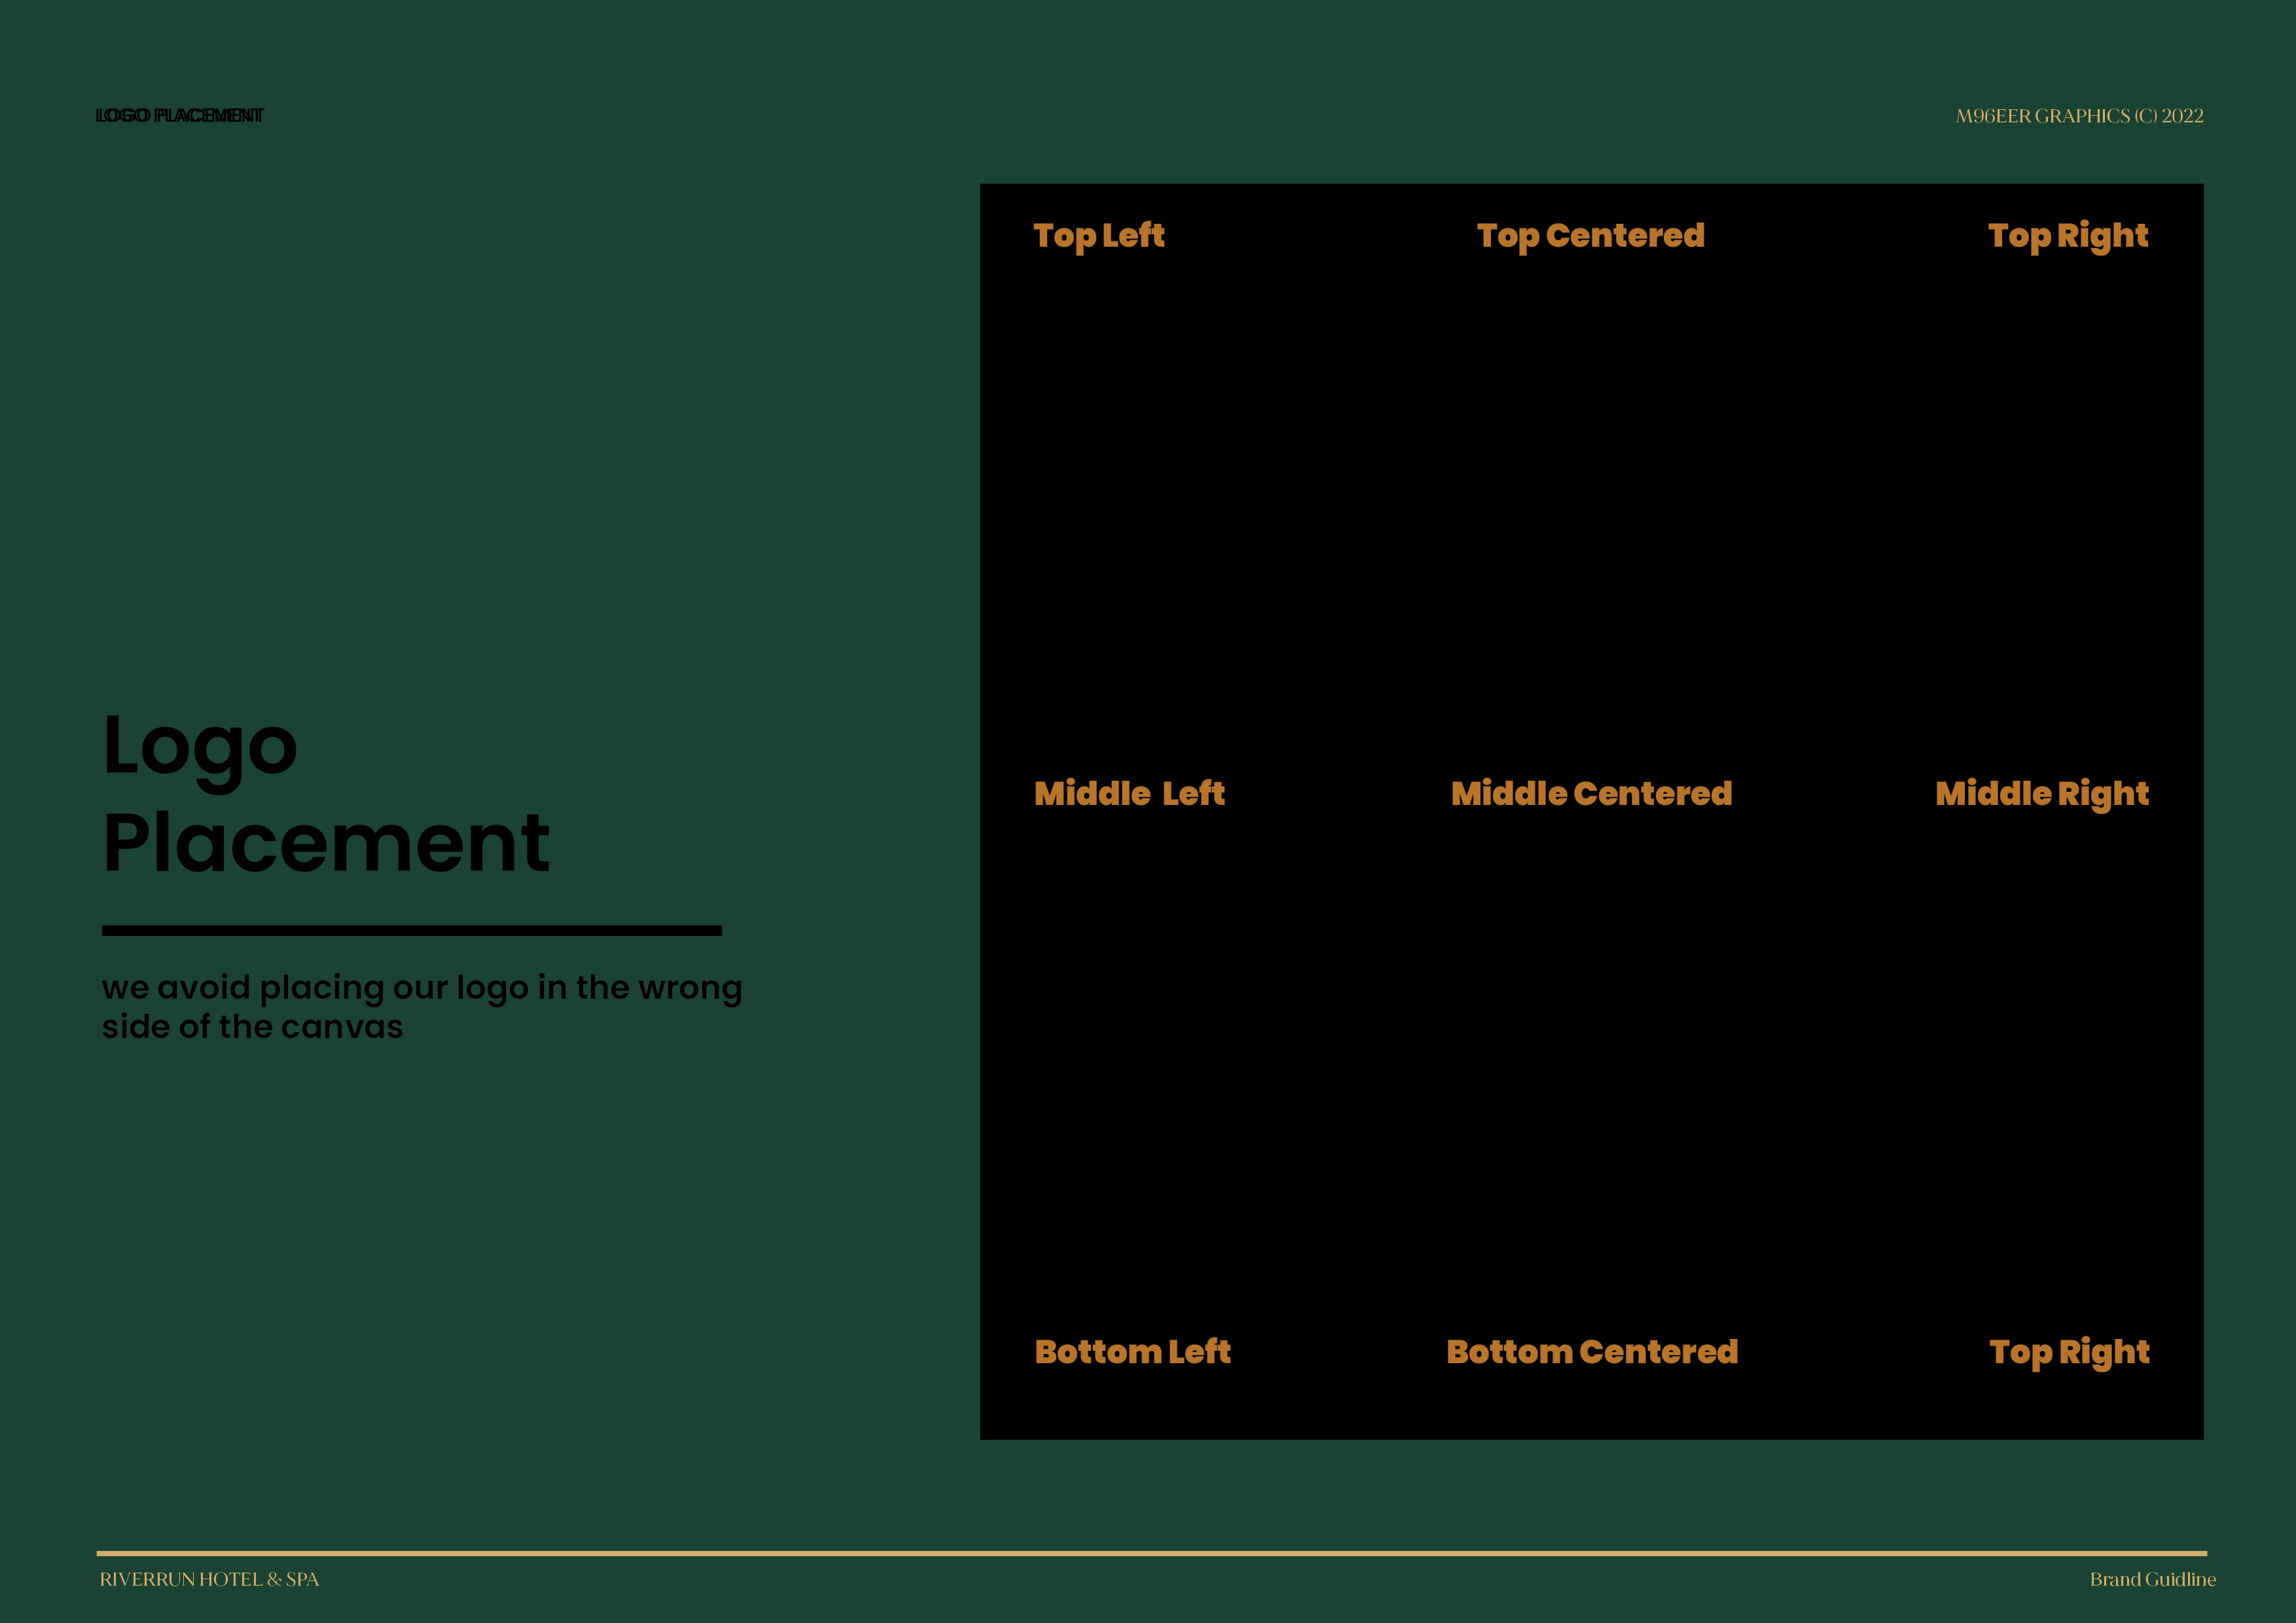 LOGO PLACEMENT
M96EER GRAPHICS (C) 2022
Top Left
Top Centered
Top Right
Middle Left
Middle Centered
Middle Right
Bottom Left
Bottom Centered
Top Right
Logo
Placement
we avoid placing our logo in the wrong
side of the canvas
RIVERRUN HOTEL & SPA
Brand Guidline